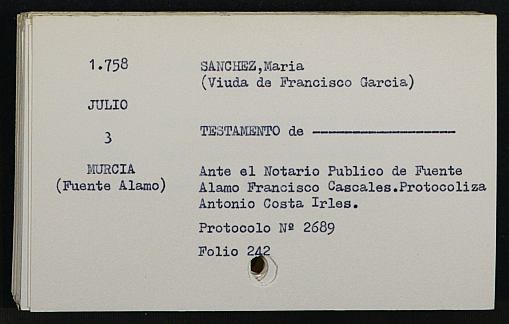 1.758
SANCHEZ,Maria
(Viuda de Francisco Garcia)
JULIO
3
TESTAMENTO de --------------------
MURCIA
(Fuente Alamo)
Ante el Notario Publico de Fuente
Alamo Francisco Cascales.Protocoliza
Antonio Costa Irles.
Protocolo Nº 2689
Folio 242